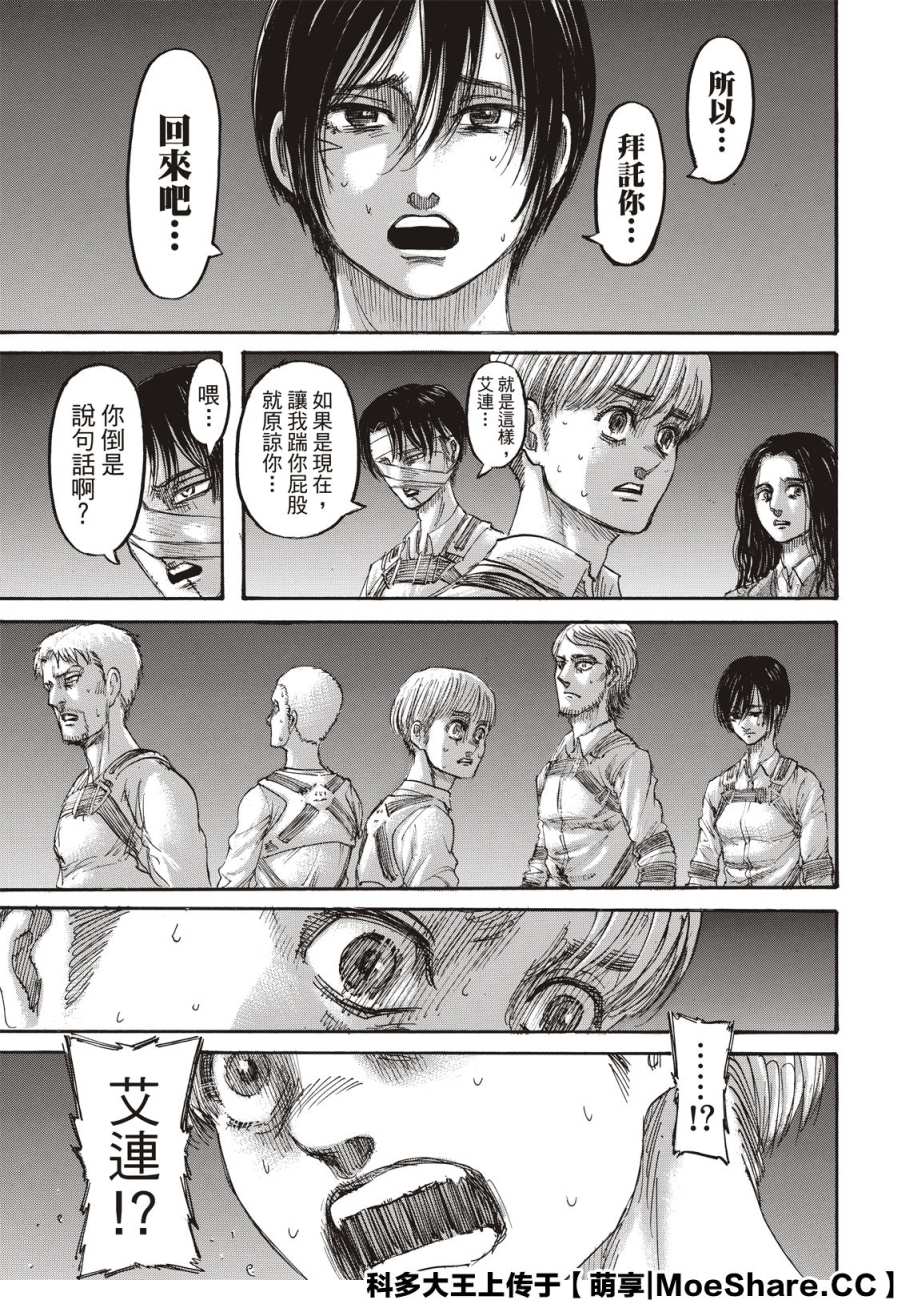 所以…
拜託你…
回來吧…
就是這樣，
艾連…
如果是現在，
讓我踹你屁股
就原諒你…
喂…
你倒是
說句話啊？
……⁉
艾連⁉
科多大王上传于【萌享|MoeShare.CC】